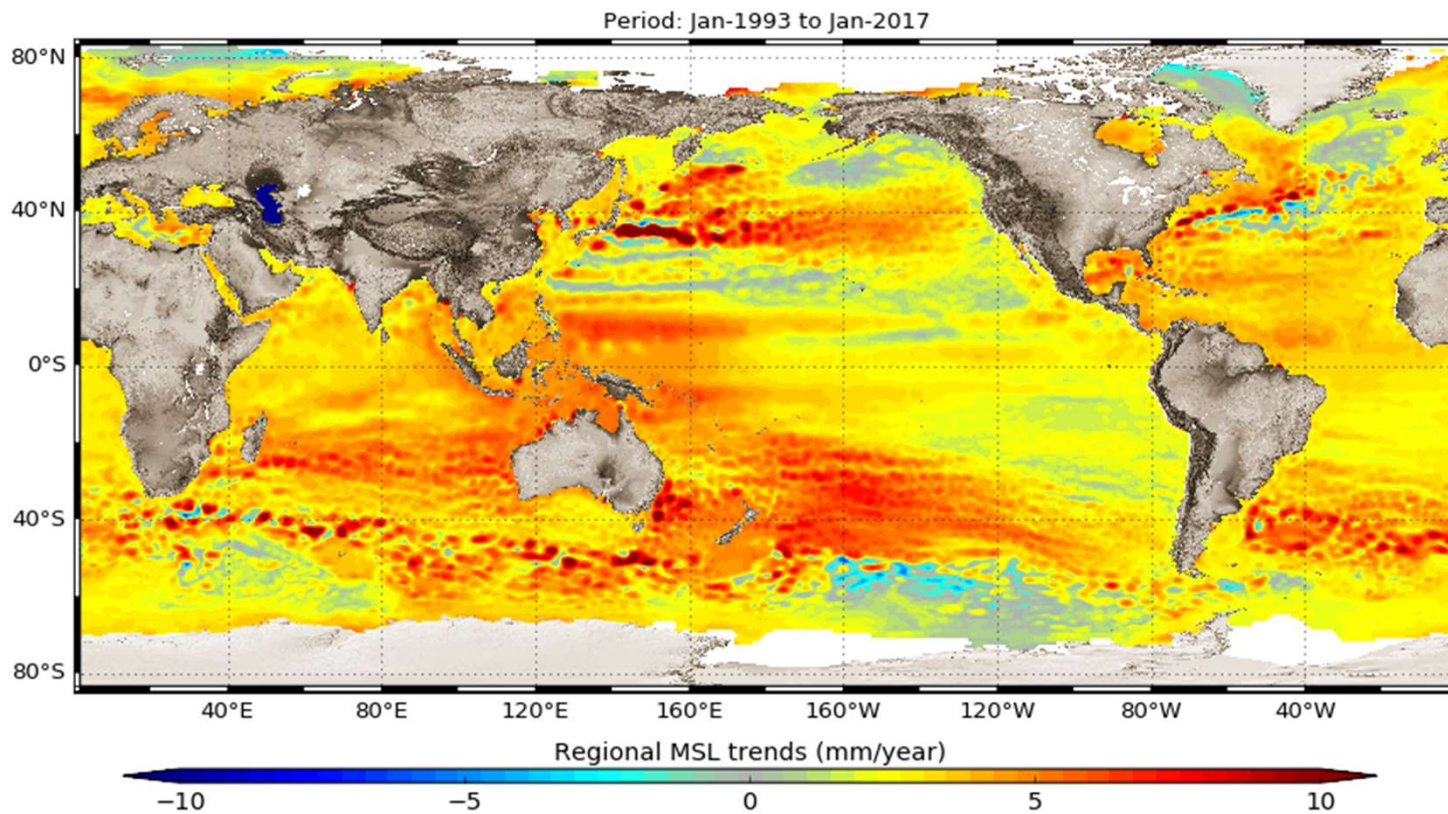 Period: Jan-1993 to Jan-2017
80°N
40°N
0°S
40°S
80°S
40°E 80°E 120°E 160°E 160°W 120°W 80°W 40°W
Regional MSL trends (mm/year)
−10 −5 0 5 10